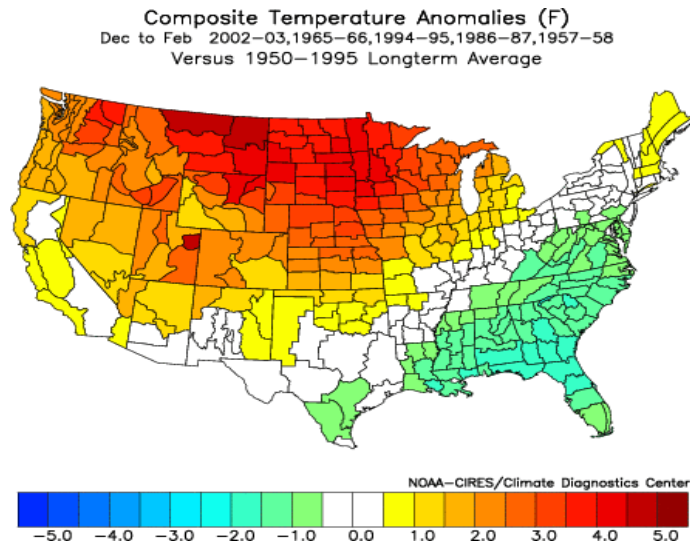 Composite Temperature Anomalies (F)
Dec to Feb 2002-03,1965-66,1994-95,1986-87,1957-58
Versus 1950-1995 Longterm Average
NOAA-CIRES/Climate Diagnostics Center
-5.0 -4.0 -3.0 -2.0 -1.0 0.0 1.0 2.0 3.0 4.0 5.0